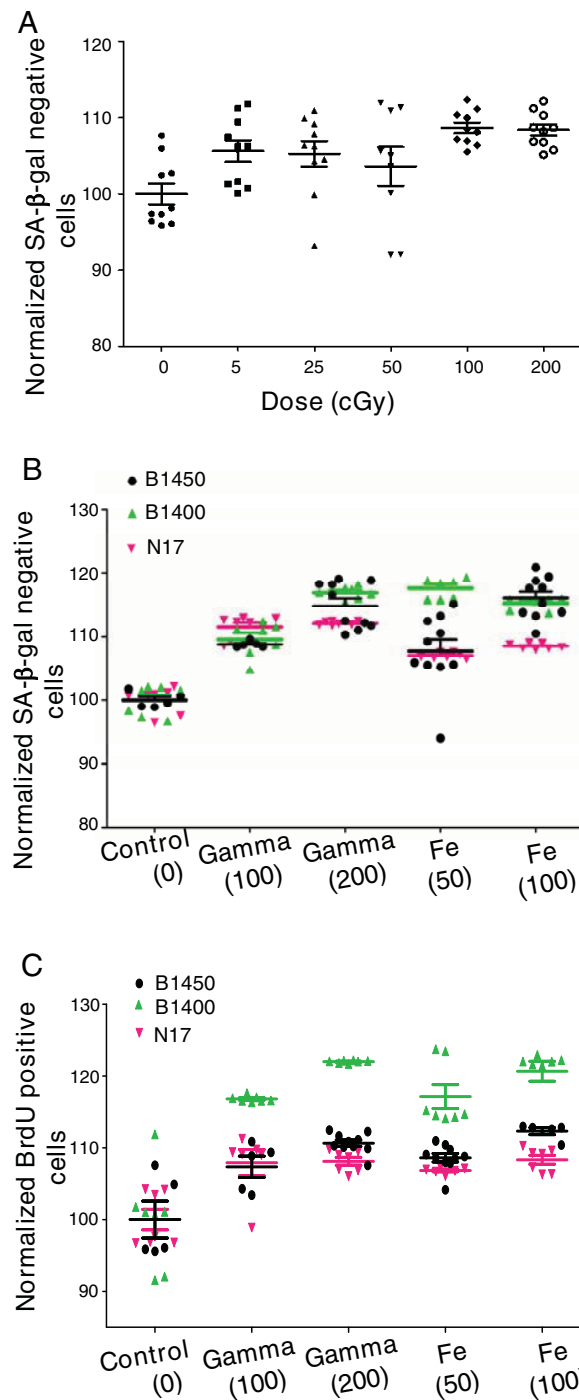 A
120
110
100
90
80
Normalized SA-β-gal negative
cells
0 5 25 50 100 200
Dose (cGy)
B
B1450
B1400
N17
130
120
110
100
90
80
Normalized SA-β-gal negative
cells
Control Gamma Gamma Fe Fe
(0) (100) (200) (50) (100)
C
B1450
B1400
N17
130
120
110
100
90
Normalized BrdU positive
cells
Control Gamma Gamma Fe Fe
(0) (100) (200) (50) (100)